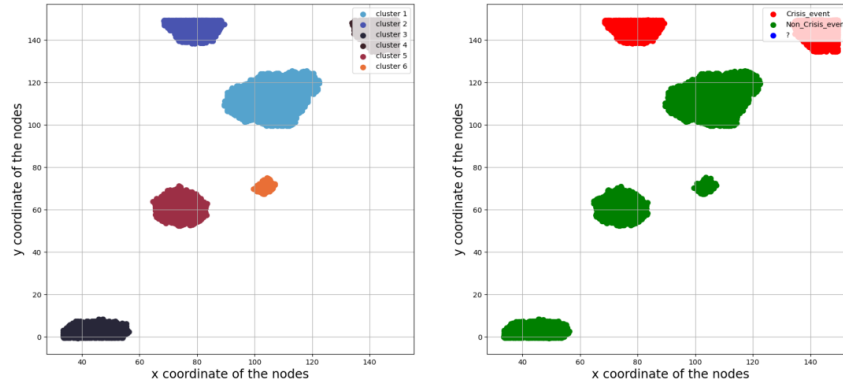 cluster 1
cluster 2
cluster 3
cluster 4
cluster 5
cluster 6
140
120
100
80
60
40
20
0
40
60
80
100
120
140
x coordinate of the nodes
y coordinate of the nodes
Crisis_event
Non_Crisis_even
?
140
120
100
80
60
40
20
0
40
60
80
100
120
140
x coordinate of the nodes
y coordinate of the nodes